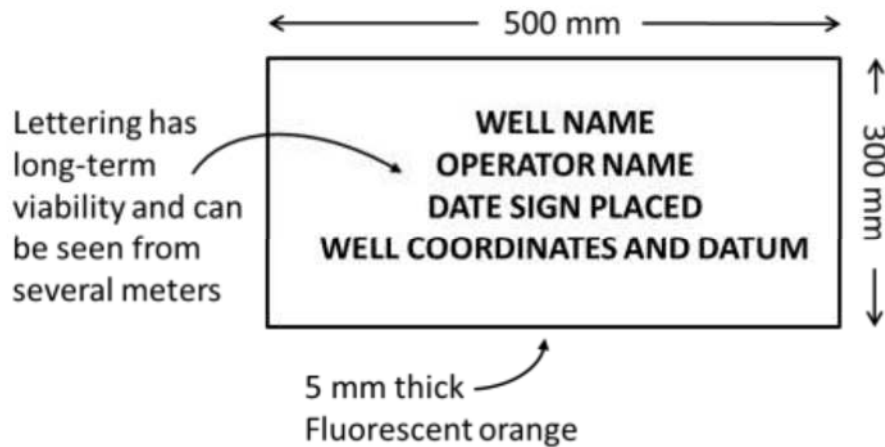 500 mm
Lettering has
long-term
viability and can
be seen from
several meters
WELL NAME
OPERATOR NAME
DATE SIGN PLACED
WELL COORDINATES AND DATUM
300 mm
5 mm thick
Fluorescent orange